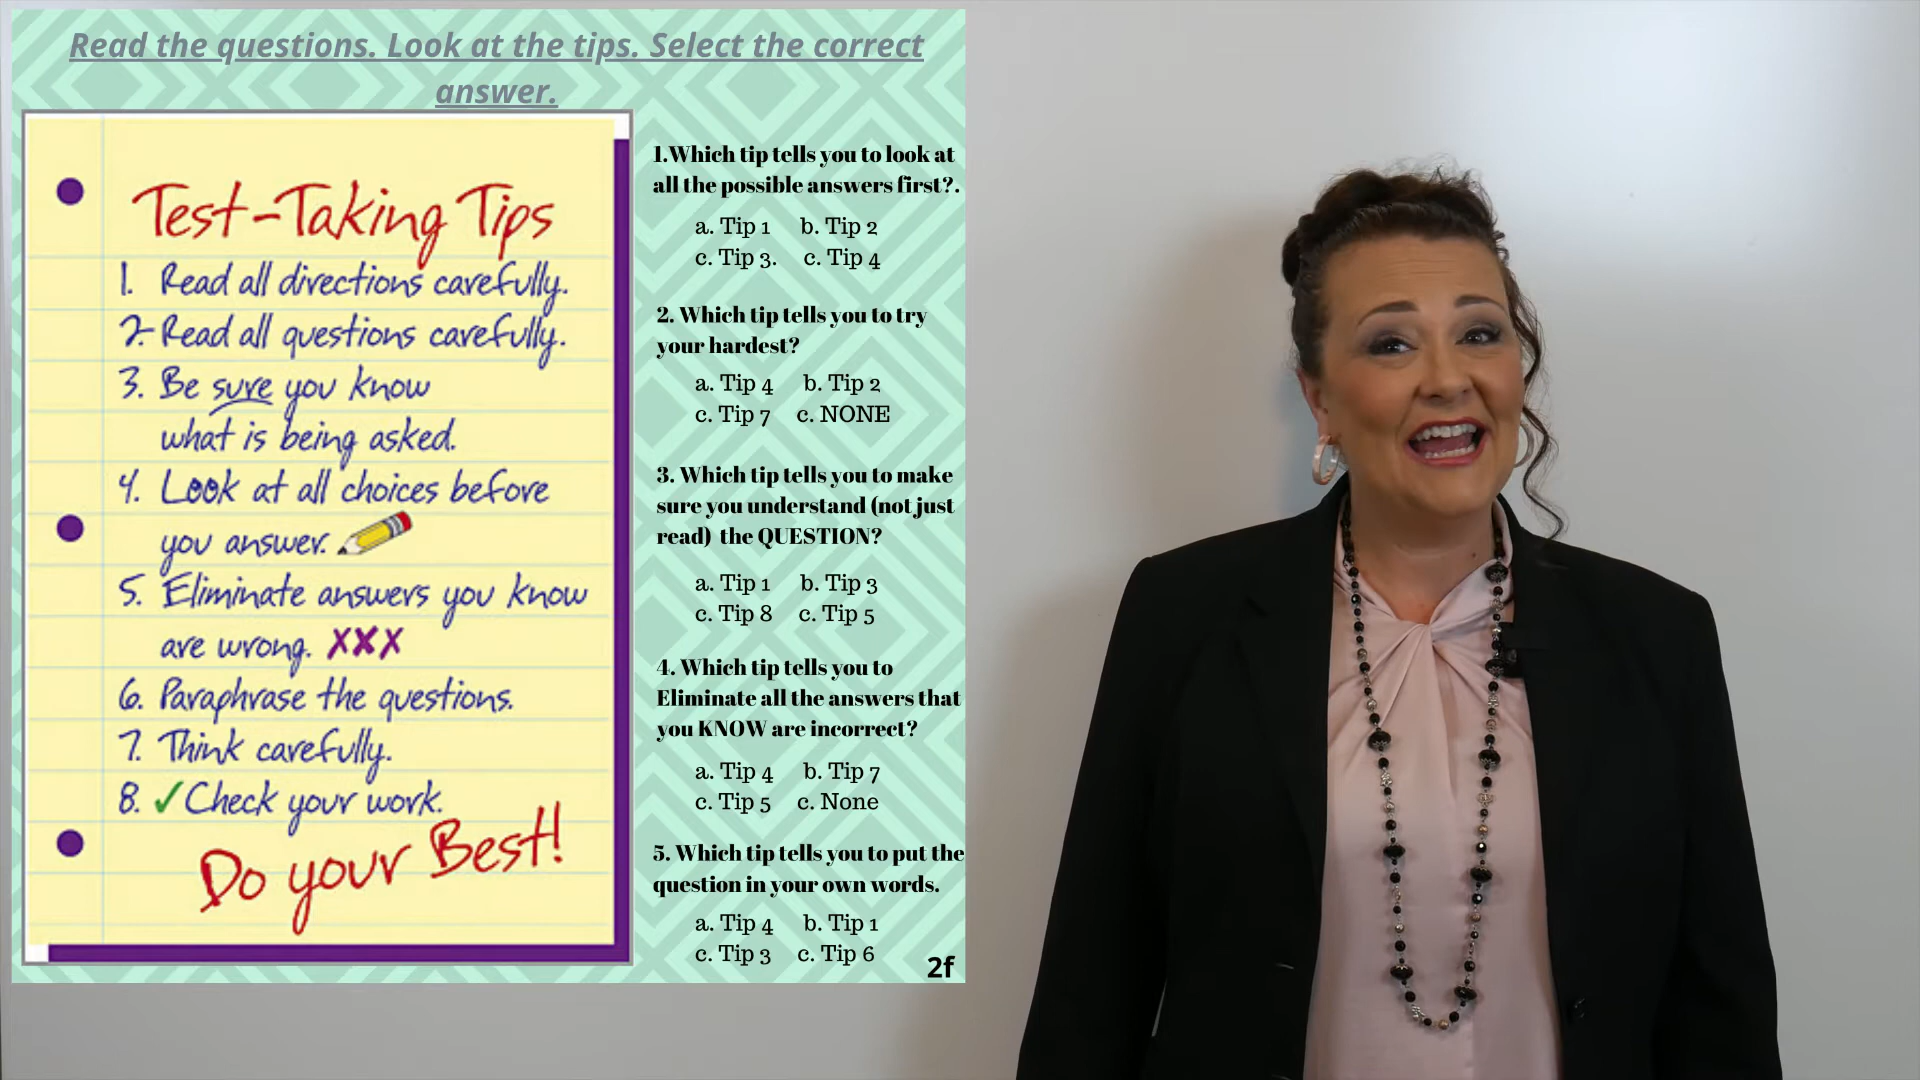 Read the questions. Look at the tips. Select the correct
answer.
Test-Taking Tips
1. Read all directions carefully.
2. Read all questions carefully.
3. Be sure you know
what is being asked.
4. Look at all choices before
you answer.
5. Eliminate answers you know
are wrong. XXX
6. Paraphrase the questions.
7. Think carefully.
8. ✓Check your work.
Do your Best!
1.Which tip tells you to look at
all the possible answers first?.
a. Tip 1 b. Tip 2
c. Tip 3. c. Tip 4
2. Which tip tells you to try
your hardest?
a. Tip 4 b. Tip 2
c. Tip 7 c. NONE
3. Which tip tells you to make
sure you understand (not just
read) the QUESTION?
a. Tip 1 b. Tip 3
c. Tip 8 c. Tip 5
4. Which tip tells you to
Eliminate all the answers that
you KNOW are incorrect?
a. Tip 4 b. Tip 7
c. Tip 5 c. None
5. Which tip tells you to put the
question in your own words.
a. Tip 4 b. Tip 1
c. Tip 3 c. Tip 6
2f